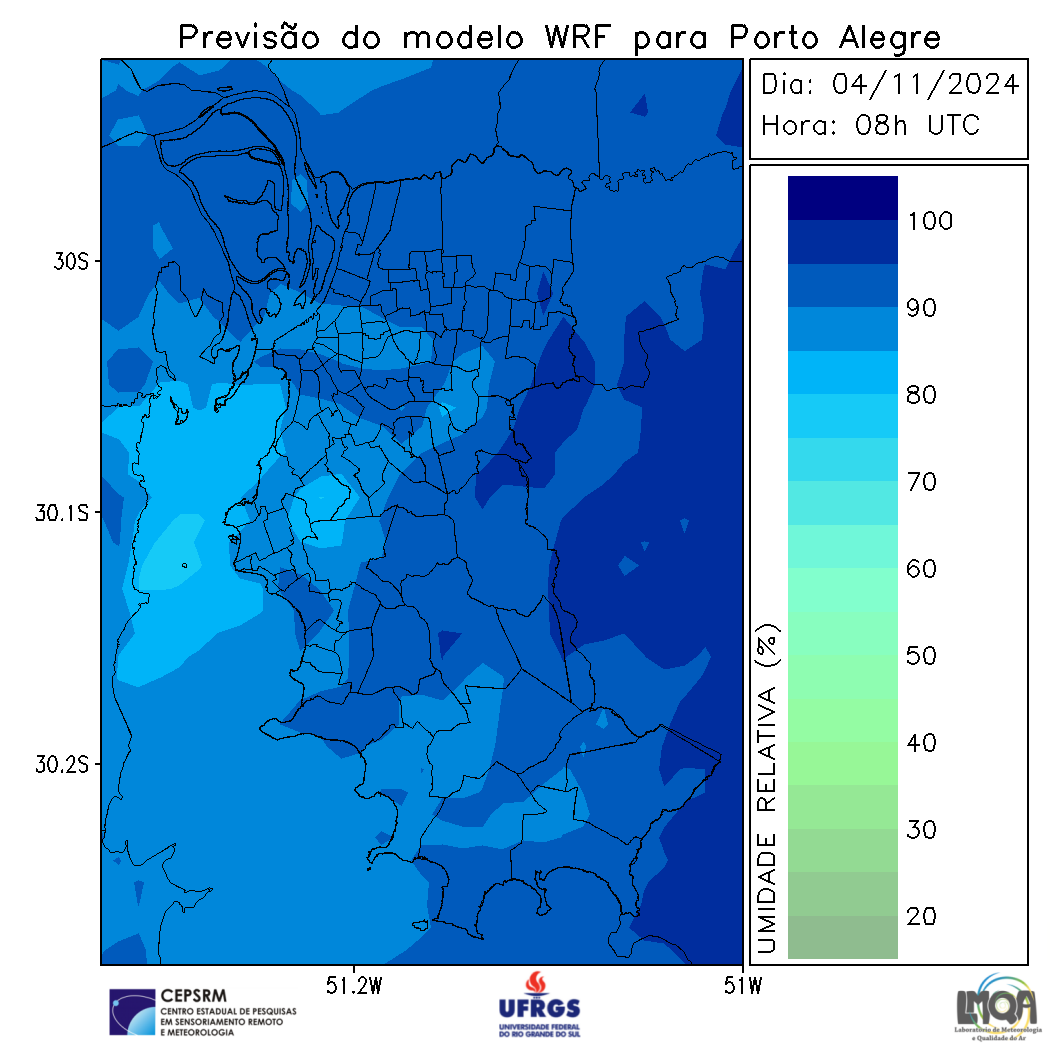 Previsão do modelo WRF para Porto Alegre
Dia: 04/11/2024
Hora: 08h UTC
30S
30.1S
30.2S
51.2W
51W
UMIDADE RELATIVA (%)
100
90
80
70
60
50
40
30
20
CEPSRM
CENTRO ESTADUAL DE PESQUISAS
EM SENSORIAMENTO REMOTO
E METEOROLOGIA
UFRGS
UNIVERSIDADE FEDERAL
DO RIO GRANDE DO SUL
LMQA
Laboratório de Meteorologia
e Qualidade do Ar